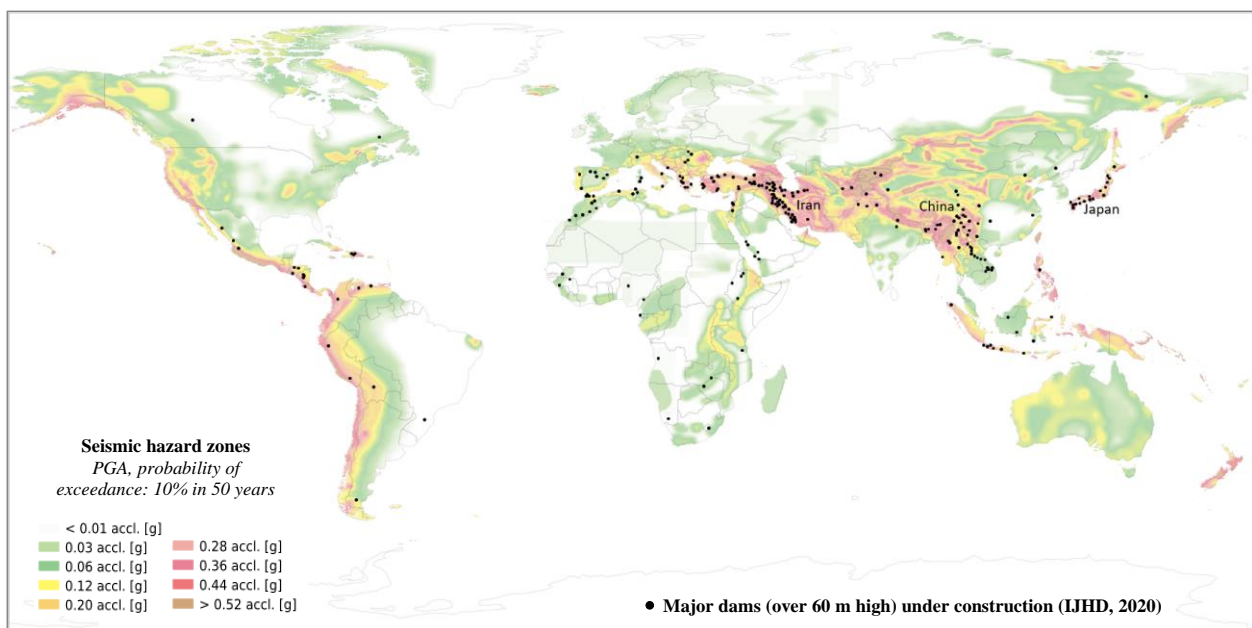 Iran
China
Japan
Seismic hazard zones
PGA, probability of
exceedance: 10% in 50 years
< 0.01 accl. [g]
0.03 accl. [g]
0.06 accl. [g]
0.12 accl. [g]
0.20 accl. [g]
0.28 accl. [g]
0.36 accl. [g]
0.44 accl. [g]
> 0.52 accl. [g]
• Major dams (over 60 m high) under construction (IJHD, 2020)